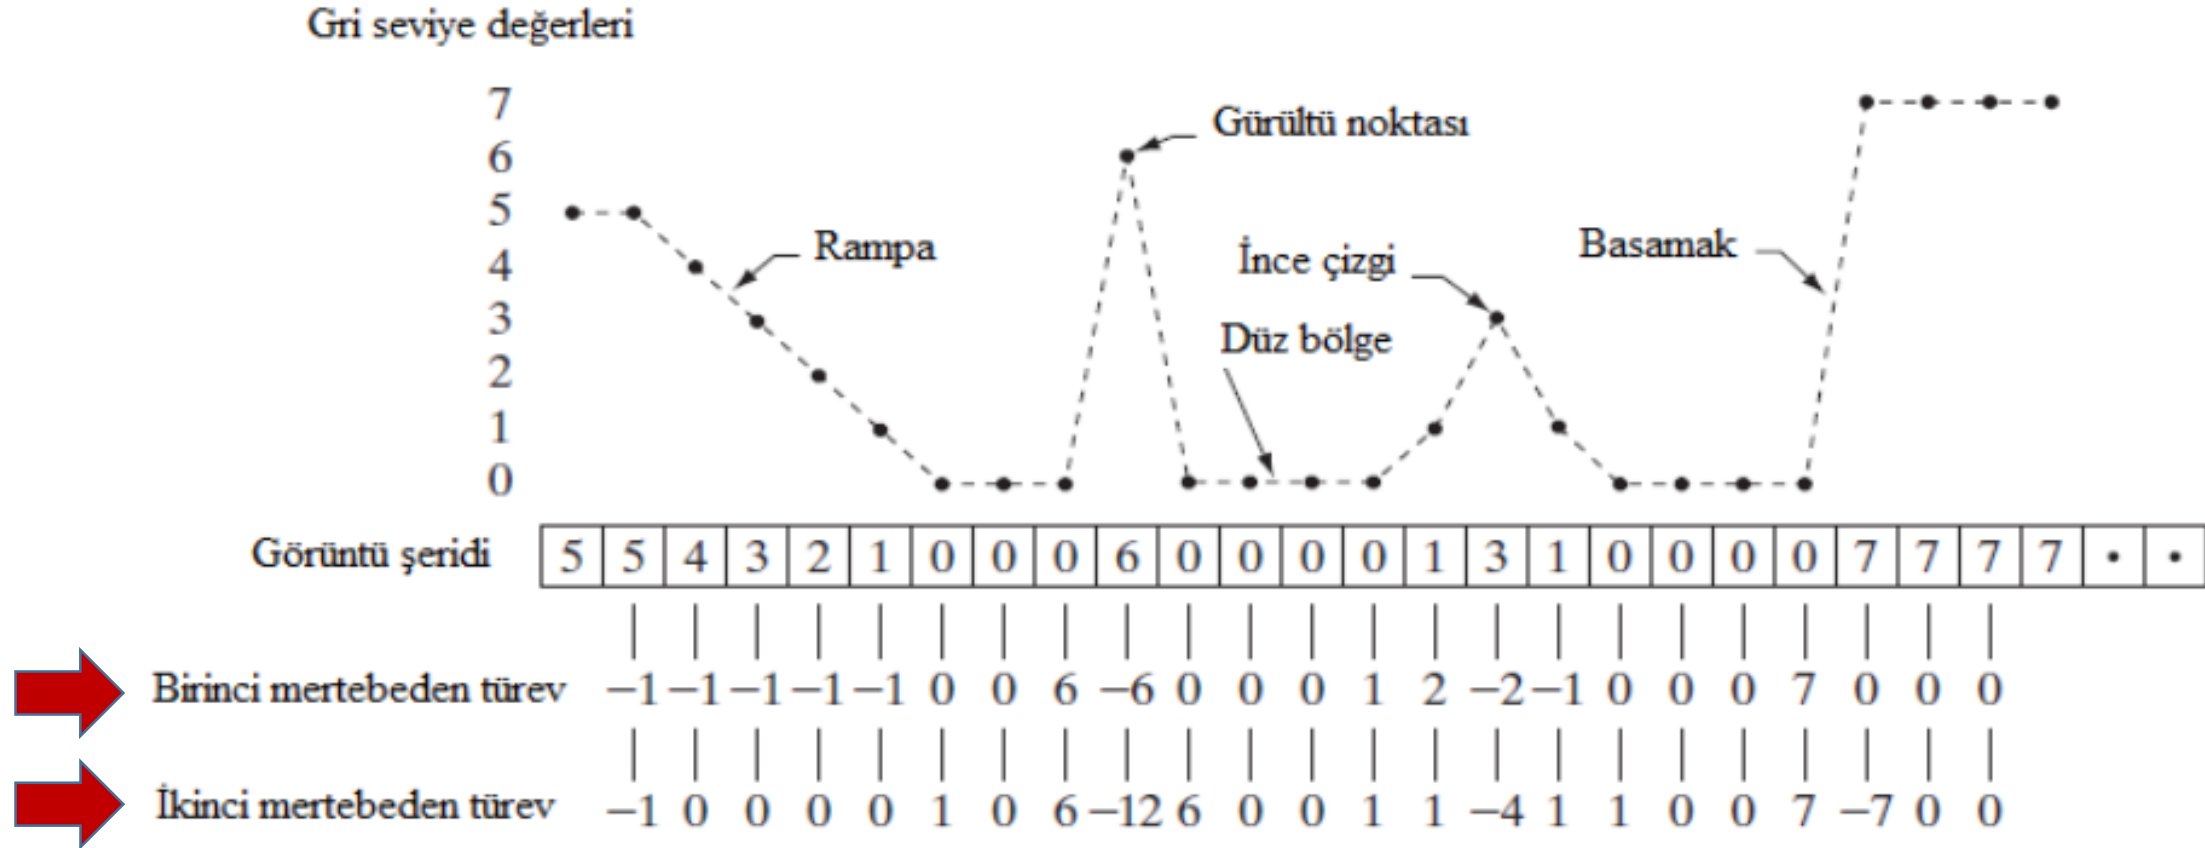 Gri seviye değerleri
7
6
5
4
3
2
1
0
Gürültü noktası
Rampa
İnce çizgi
Basamak
Düz bölge
Görüntü şeridi 5 5 4 3 2 1 0 0 0 6 0 0 0 0 1 3 1 0 0 0 0 7 7 7 7 • •
Birinci mertebeden türev −1 −1 −1 −1 −1 0 0 6 −6 0 0 0 1 2 −2 −1 0 0 0 7 0 0 0
İkinci mertebeden türev −1 0 0 0 0 1 0 6 −12 6 0 0 1 1 −4 1 1 0 0 7 −7 0 0